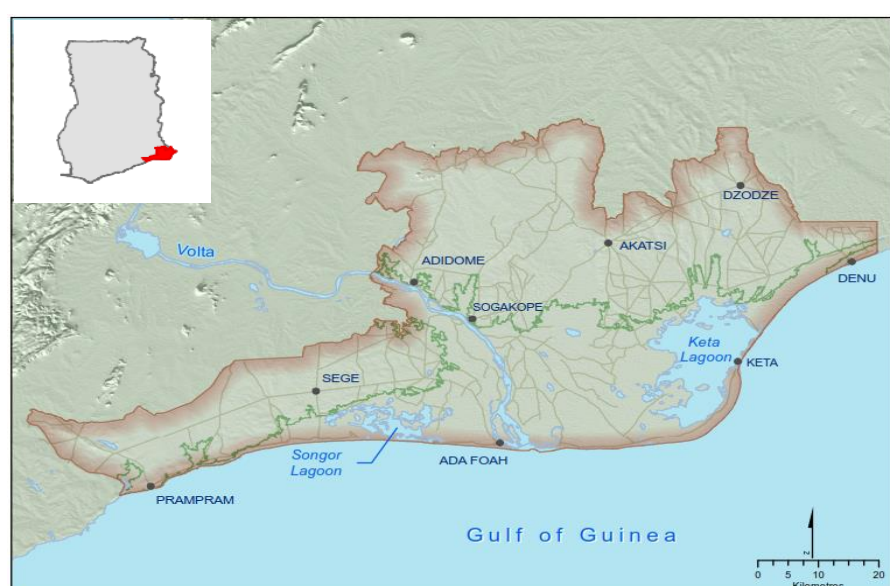 DZODZE
Volta
AKATSI
ADIDOME
DENU
SOGAKOPE
Keta
Lagoon
KETA
SEGE
Songor
Lagoon
ADA FOAH
PRAMPRAM
Gulf of Guinea
z
0 5 10 20
Kilometres